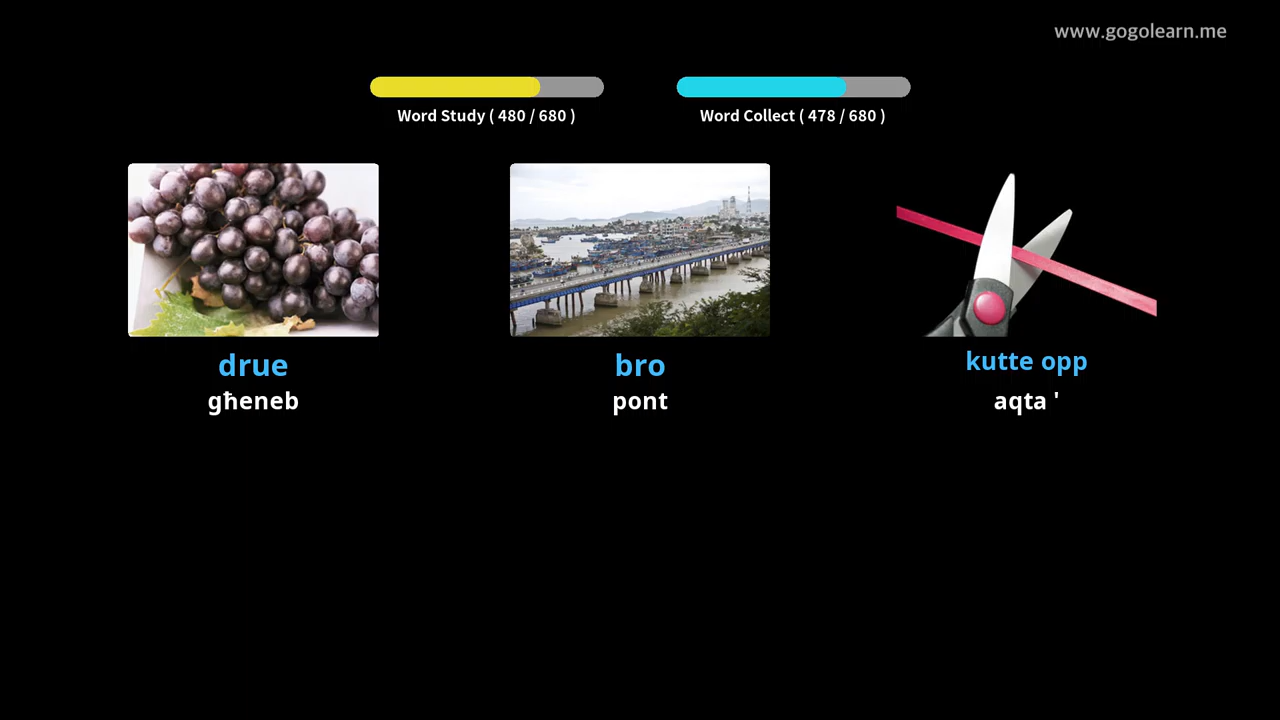 www.gogolearn.me
Word Study ( 480 / 680 )
Word Collect ( 478 / 680 )
drue
għeneb
bro
pont
kutte opp
aqta '